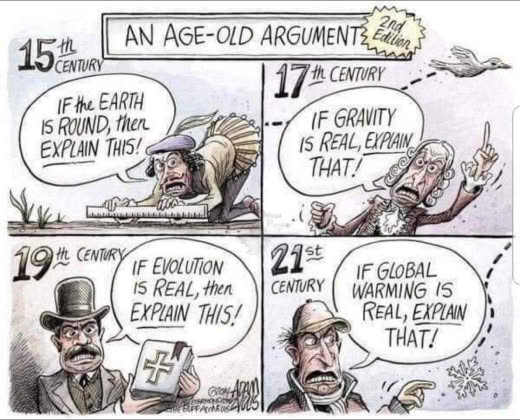 AN AGE-OLD ARGUMENT
2nd
Edition
15th
CENTURY
IF the EARTH
IS ROUND, then
EXPLAIN THIS!
17th CENTURY
IF GRAVITY
IS REAL, EXPLAIN
THAT!
19th CENTURY
IF EVOLUTION
IS REAL, then
EXPLAIN THIS!
21st
CENTURY
IF GLOBAL
WARMING IS
REAL, EXPLAIN
THAT!
ADAM